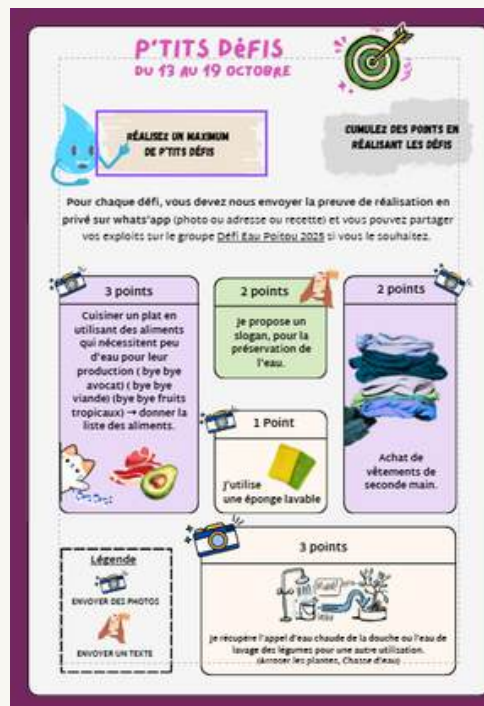 P'TITS DÉFIS
DU 13 AU 19 OCTOBRE
RÉALISEZ UN MAXIMUM
DE P'TITS DÉFIS
CUMULEZ DES POINTS EN
RÉALISANT LES DÉFIS
Pour chaque défi, vous devez nous envoyer la preuve de réalisation en
privé sur whats'app (photo ou adresse ou recette) et vous pouvez partager
vos exploits sur le groupe Défi Eau Poitou 2025 si vous le souhaitez.
3 points
Cuisiner un plat en
utilisant des aliments
qui nécessitent peu
d'eau pour leur
production ( bye bye
avocat) ( bye bye
viande) (bye bye fruits
tropicaux) → donner la
liste des aliments.
2 points
Je propose un
slogan, pour la
préservation de
l'eau.
1 Point
J'utilise
une éponge lavable
2 points
Achat de
vêtements de
seconde main.
Légende
ENVOYER DES PHOTOS
ENVOYER UN TEXTE
3 points
Je récupère l'appel d'eau chaude de la douche ou l'eau de
lavage des légumes pour une autre utilisation.
(Arroser les plantes, Chasse d'eau)